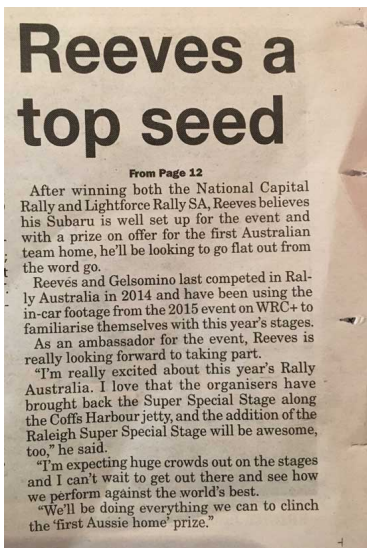 Reeves a
top seed
From Page 12
After winning both the National Capital
Rally and Lightforce Rally SA, Reeves believes
his Subaru is well set up for the event and
with a prize on offer for the first Australian
team home, he'll be looking to go flat out from
the word go.
Reeves and Gelsomino last competed in Ral-
ly Australia in 2014 and have been using the
in-car footage from the 2015 event on WRC+ to
familiarise themselves with this year's stages.
As an ambassador for the event, Reeves is
really looking forward to taking part.
"I'm really excited about this year's Rally
Australia. I love that the organisers have
brought back the Super Special Stage along
the Coffs Harbour jetty, and the addition of the
Raleigh Super Special Stage will be awesome,
too," he said.
"I'm expecting huge crowds out on the stages
and I can't wait to get out there and see how
we perform against the world's best.
"We'll be doing everything we can to clinch
the 'first Aussie home' prize."